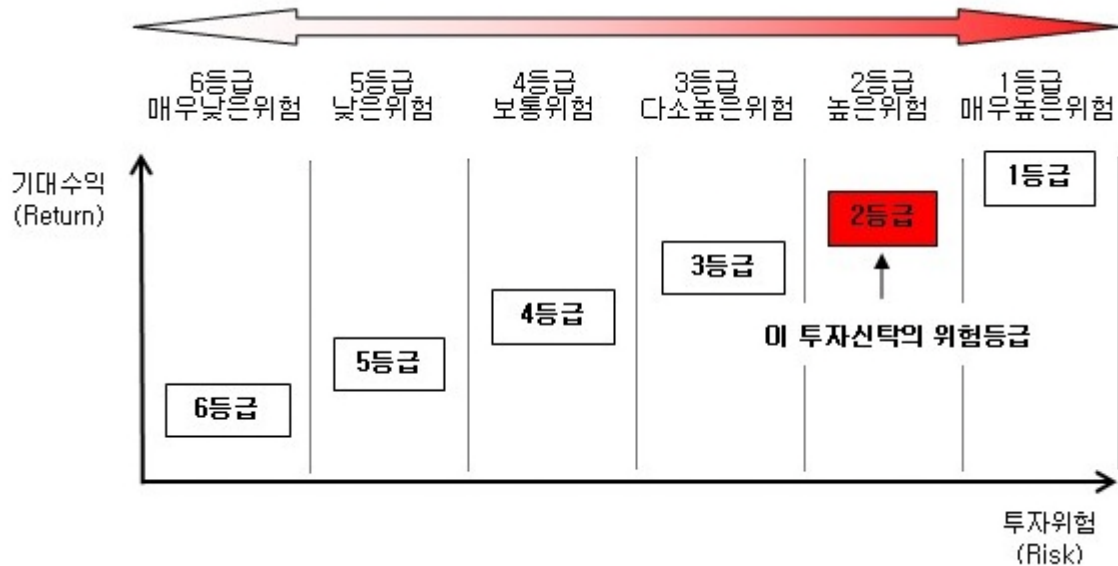 6등급 5등급 4등급 3등급 2등급 1등급
매우낮은위험 낮은위험 보통위험 다소높은위험 높은위험 매우높은위험
기대수익
(Return)
1등급
2등급
3등급
4등급
이 투자신탁의 위험등급
5등급
6등급
투자위험
(Risk)